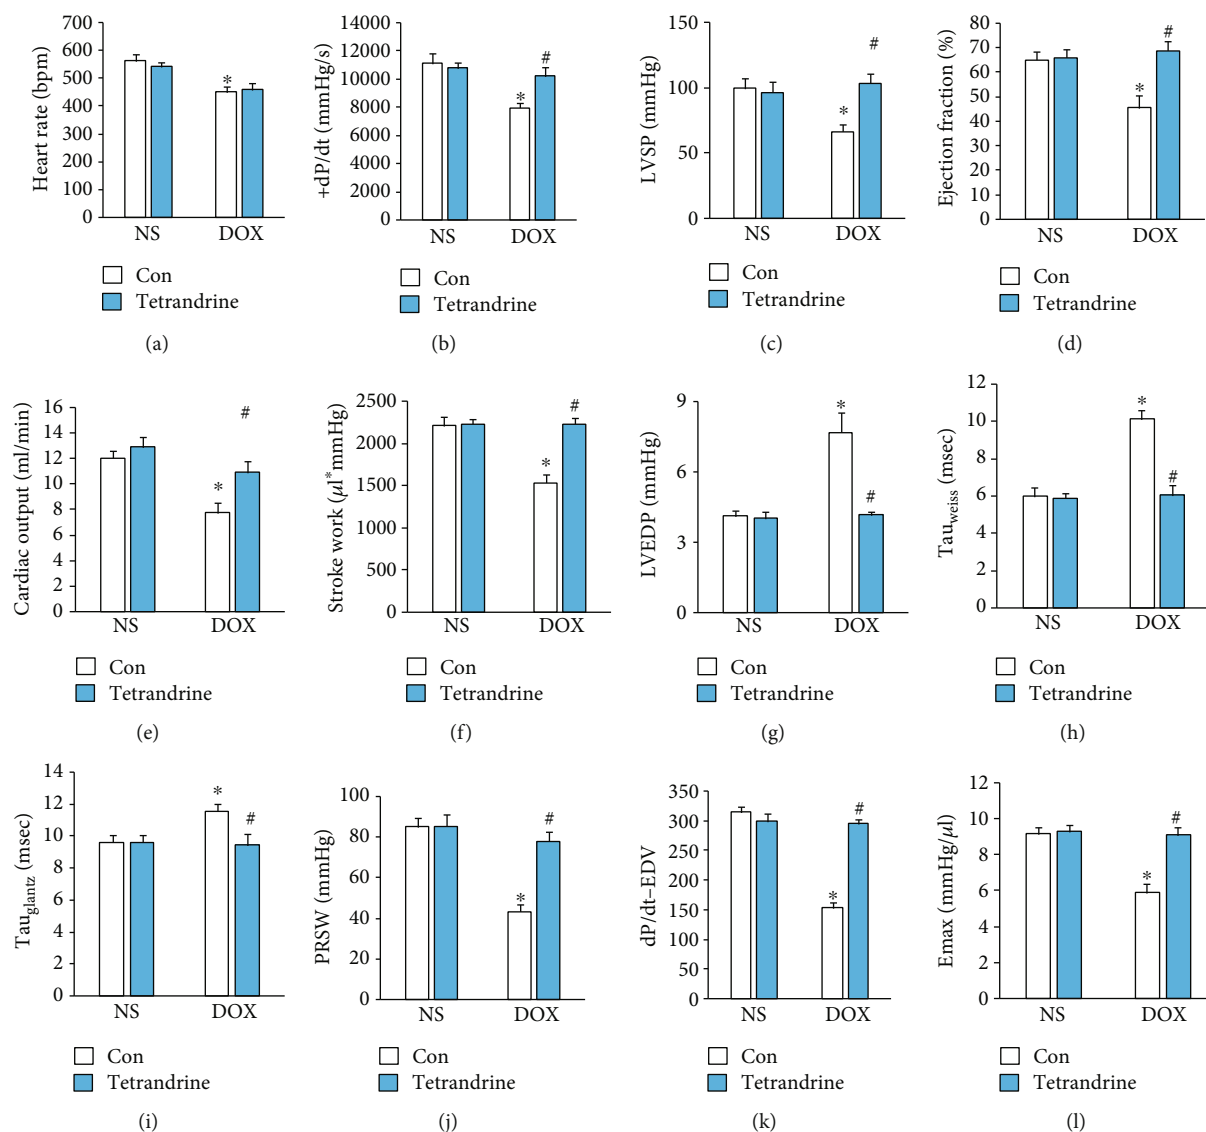 Heart rate (bpm)
700
600
500
400
300
200
100
0
*
NS DOX
Con
Tetrandrine
(a)
+dP/dt (mmHg/s)
14000
12000
10000
8000
6000
4000
2000
0
*
#
NS DOX
Con
Tetrandrine
(b)
LVSP (mmHg)
150
100
50
0
*
#
NS DOX
Con
Tetrandrine
(c)
Ejection fraction (%)
80
70
60
50
40
30
20
10
0
*
#
NS DOX
Con
Tetrandrine
(d)
Cardiac output (ml/min)
16
14
12
10
8
6
4
2
0
*
#
NS DOX
Con
Tetrandrine
(e)
Stroke work (μl*mmHg)
2500
2000
1500
1000
500
0
*
#
NS DOX
Con
Tetrandrine
(f)
LVEDP (mmHg)
9
6
3
0
*
#
NS DOX
Con
Tetrandrine
(g)
Tauweiss (msec)
12
10
8
6
4
2
0
*
#
NS DOX
Con
Tetrandrine
(h)
Tauglantz (msec)
14
12
10
8
6
4
2
0
*
#
NS DOX
Con
Tetrandrine
(i)
PRSW (mmHg)
100
80
60
40
20
0
*
#
NS DOX
Con
Tetrandrine
(j)
dP/dt–EDV
350
300
250
200
150
100
50
0
*
#
NS DOX
Con
Tetrandrine
(k)
Emax (mmHg/μl)
12
10
8
6
4
2
0
*
#
NS DOX
Con
Tetrandrine
(l)